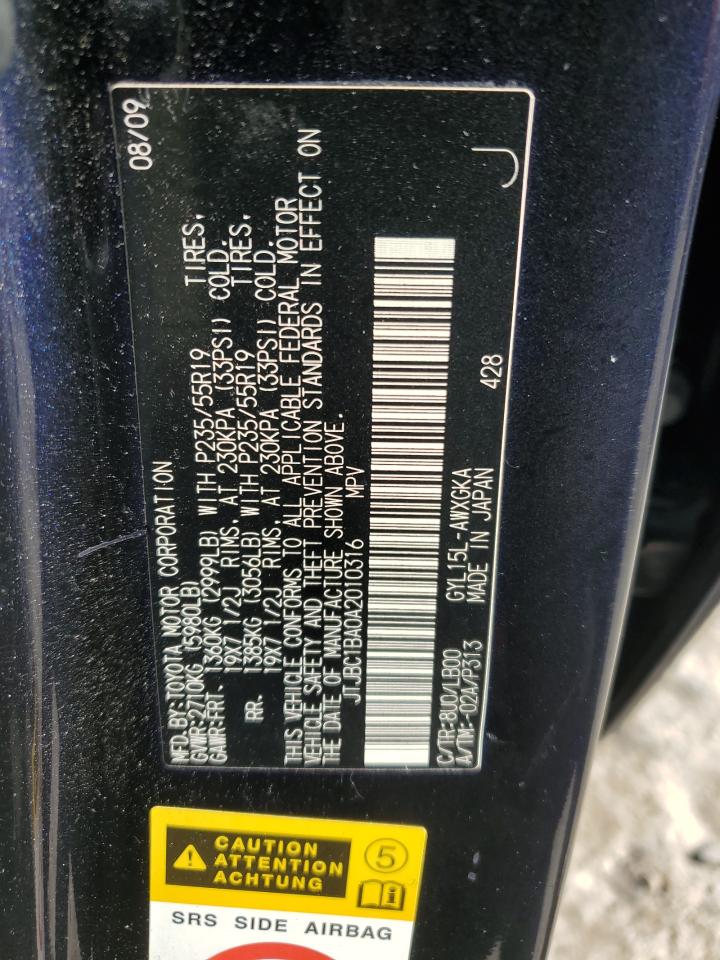 MFD.BY:TOYOTA MOTOR CORPORATION 08/09
GVWR:2710KG (5980LB)
GAWR:FRT. 1360KG (2999LB) WITH P235/55R19 TIRES,
19X7 1/2J RIMS, AT 230KPA (33PSI) COLD.
RR. 1385KG (3056LB) WITH P235/55R19 TIRES,
19X7 1/2J RIMS, AT 230KPA (33PSI) COLD.
THIS VEHICLE CONFORMS TO ALL APPLICABLE FEDERAL MOTOR
VEHICLE SAFETY AND THEFT PREVENTION STANDARDS IN EFFECT ON
THE DATE OF MANUFACTURE SHOWN ABOVE.
JTJBC1BA0A2010316 MPV
C/TR:8U0/LB00 GYL15L-AWXGKA 428
A/TM:-02A/P313 MADE IN JAPAN
J
CAUTION
ATTENTION
ACHTUNG
5
SRS SIDE AIRBAG